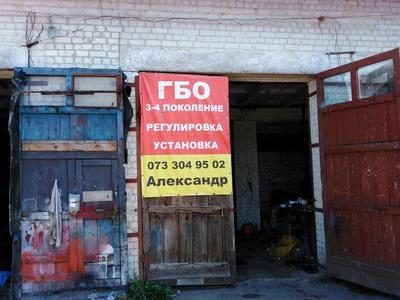 ГБО
3-4 ПОКОЛЕНИЕ
РЕГУЛИРОВКА
УСТАНОВКА
073 304 95 02
Александр